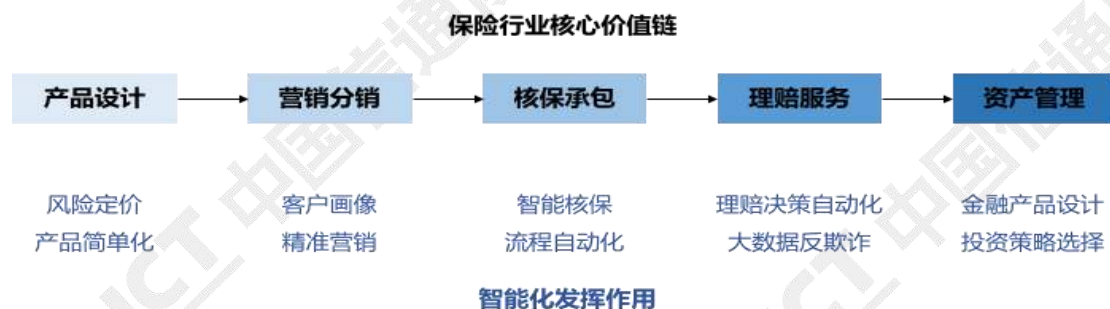 保险行业核心价值链
产品设计 营销分销 核保承包 理赔服务 资产管理
风险定价 客户画像 智能核保 理赔决策自动化 金融产品设计
产品简单化 精准营销 流程自动化 大数据反欺诈 投资策略选择
智能化发挥作用